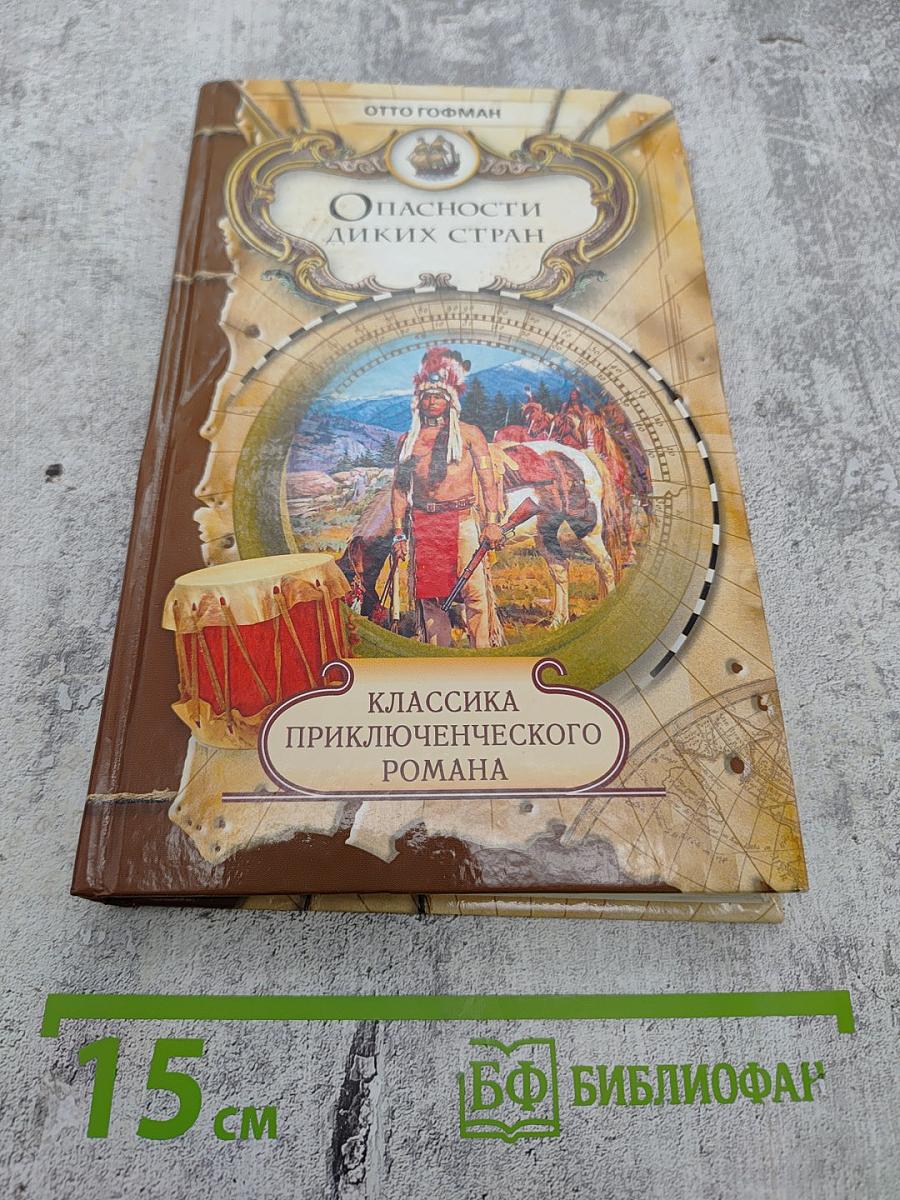 ОТТО ГОФМАН
ОПАСНОСТИ
ДИКИХ СТРАН
КЛАССИКА
ПРИКЛЮЧЕНЧЕСКОГО
РОМАНА
15 см
БФ БИБЛИОФАН